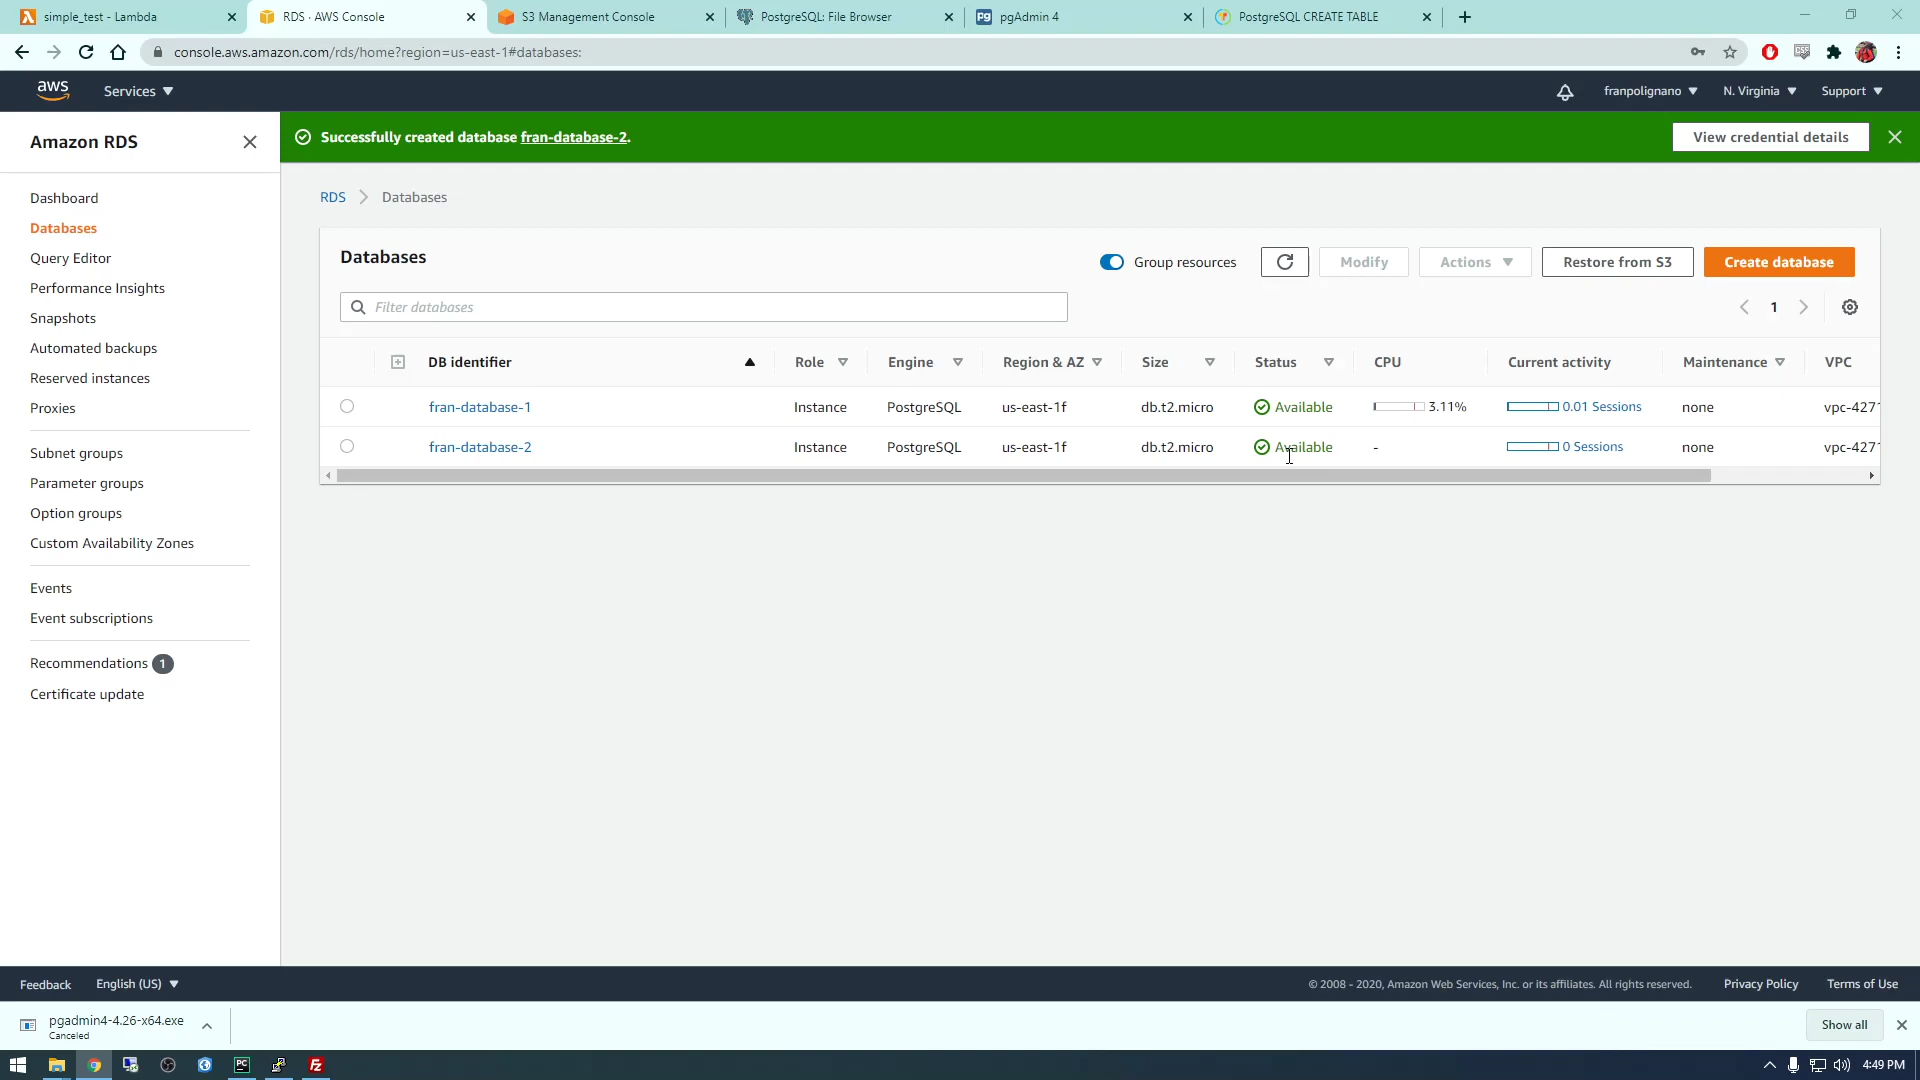 simple_test - Lambda
RDS · AWS Console
S3 Management Console
PostgreSQL: File Browser
pgAdmin 4
PostgreSQL CREATE TABLE
console.aws.amazon.com/rds/home?region=us-east-1#databases:
aws
Services
franpolignano
N. Virginia
Support
Amazon RDS
Successfully created database fran-database-2.
View credential details
Dashboard
Databases
Query Editor
Performance Insights
Snapshots
Automated backups
Reserved instances
Proxies
Subnet groups
Parameter groups
Option groups
Custom Availability Zones
Events
Event subscriptions
Recommendations 1
Certificate update
RDS > Databases
Databases
Group resources
Modify
Actions
Restore from S3
Create database
Filter databases
1
DB identifier Role Engine Region & AZ Size Status CPU Current activity Maintenance VPC
fran-database-1 Instance PostgreSQL us-east-1f db.t2.micro Available 3.11% 0.01 Sessions none vpc-4271
fran-database-2 Instance PostgreSQL us-east-1f db.t2.micro Available - 0 Sessions none vpc-427
Feedback
English (US)
© 2008 - 2020, Amazon Web Services, Inc. or its affiliates. All rights reserved.
Privacy Policy
Terms of Use
pgadmin4-4.26-x64.exe
Canceled
Show all
4:49 PM